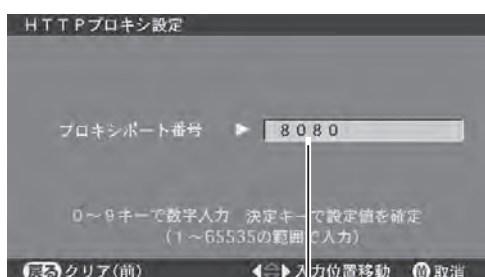 HTTPプロキシ設定
プロキシポート番号 ▶ 8080
0～9キーで数字入力 決定キーで設定値を確定
(1～65535の範囲で入力)
戻る クリア(前) 入力位置移動 取消